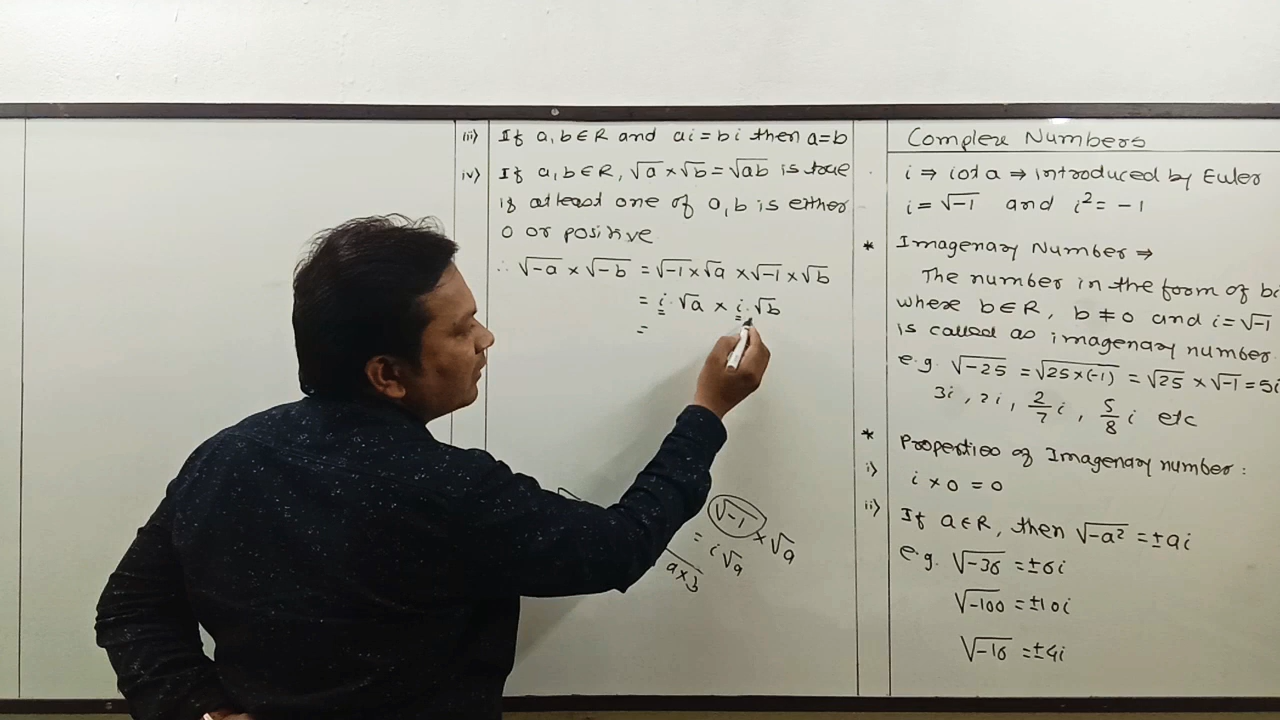 iii) If a, b ∈ R and ai = bi then a = b
iv) If a, b ∈ R, √a × √b = √ab is true
if atleast one of a, b is either
0 or positive
∴ √-a × √-b = √-1 × √a × √-1 × √b
= i · √a × i · √b
=
√-1 × √a
= i √a
a × b
Complex Numbers
i ⇒ iota ⇒ introduced by Euler
i = √-1 and i² = -1
* Imagenary Number ⇒
The number in the form of bi
where b ∈ R, b ≠ 0 and i = √-1
is called as imagenary number.
e.g. √-25 = √25×(-1) = √25 × √-1 = 5i
3i, 2i, 2/7 i, 5/8 i etc
* Properties of Imagenary number :
i) i × 0 = 0
ii) If a ∈ R, then √-a² = ± ai
e.g. √-36 = ±6i
√-100 = ±10i
√-16 = ±4i